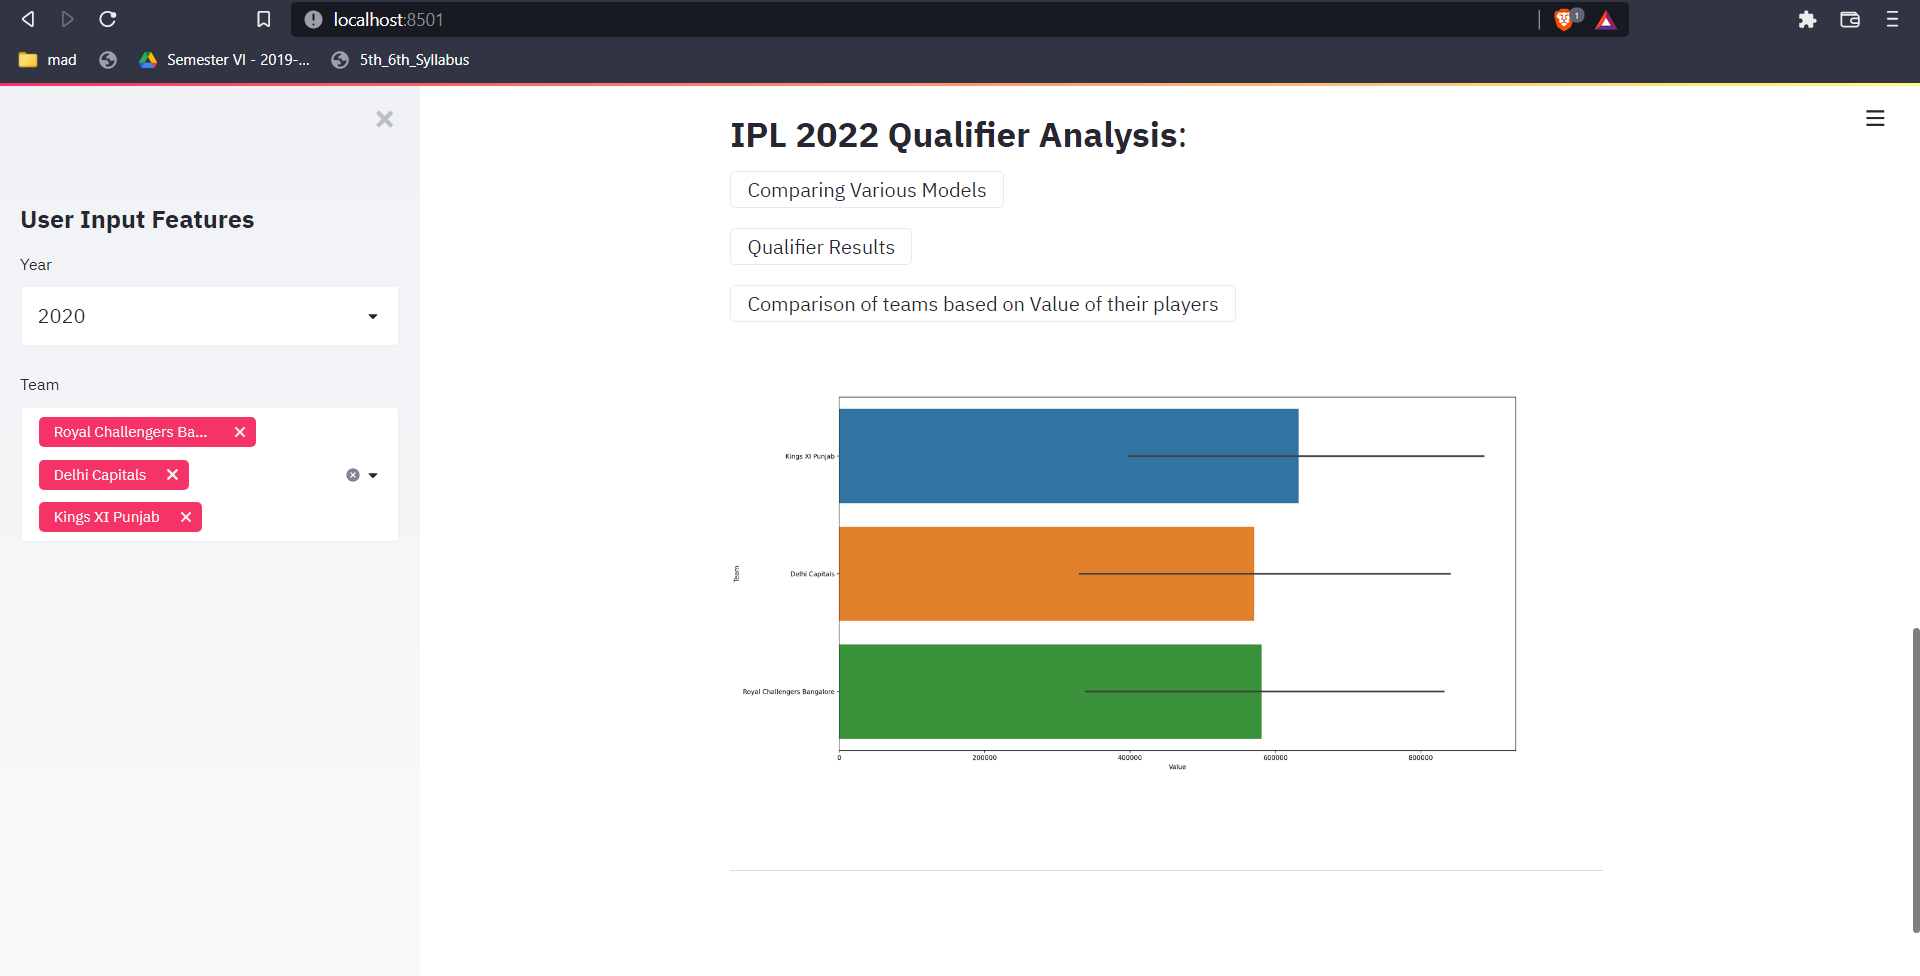 localhost:8501
1
mad
Semester VI - 2019-...
5th_6th_Syllabus
User Input Features
Year
2020
Team
Royal Challengers Ba...
Delhi Capitals
Kings XI Punjab
IPL 2022 Qualifier Analysis:
Comparing Various Models
Qualifier Results
Comparison of teams based on Value of their players
Team
Kings XI Punjab
Delhi Capitals
Royal Challengers Bangalore
0 200000 400000 600000 800000
Value